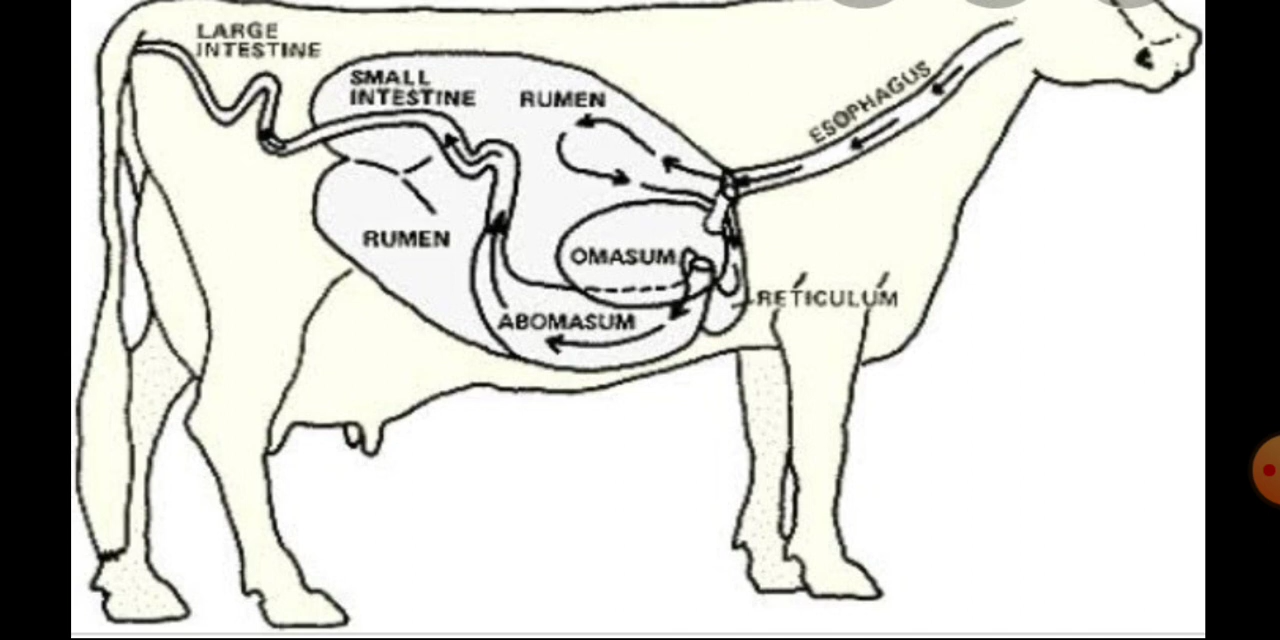 LARGE
INTESTINE
SMALL
INTESTINE
RUMEN
ESOPHAGUS
RUMEN
OMASUM
RETICULUM
ABOMASUM